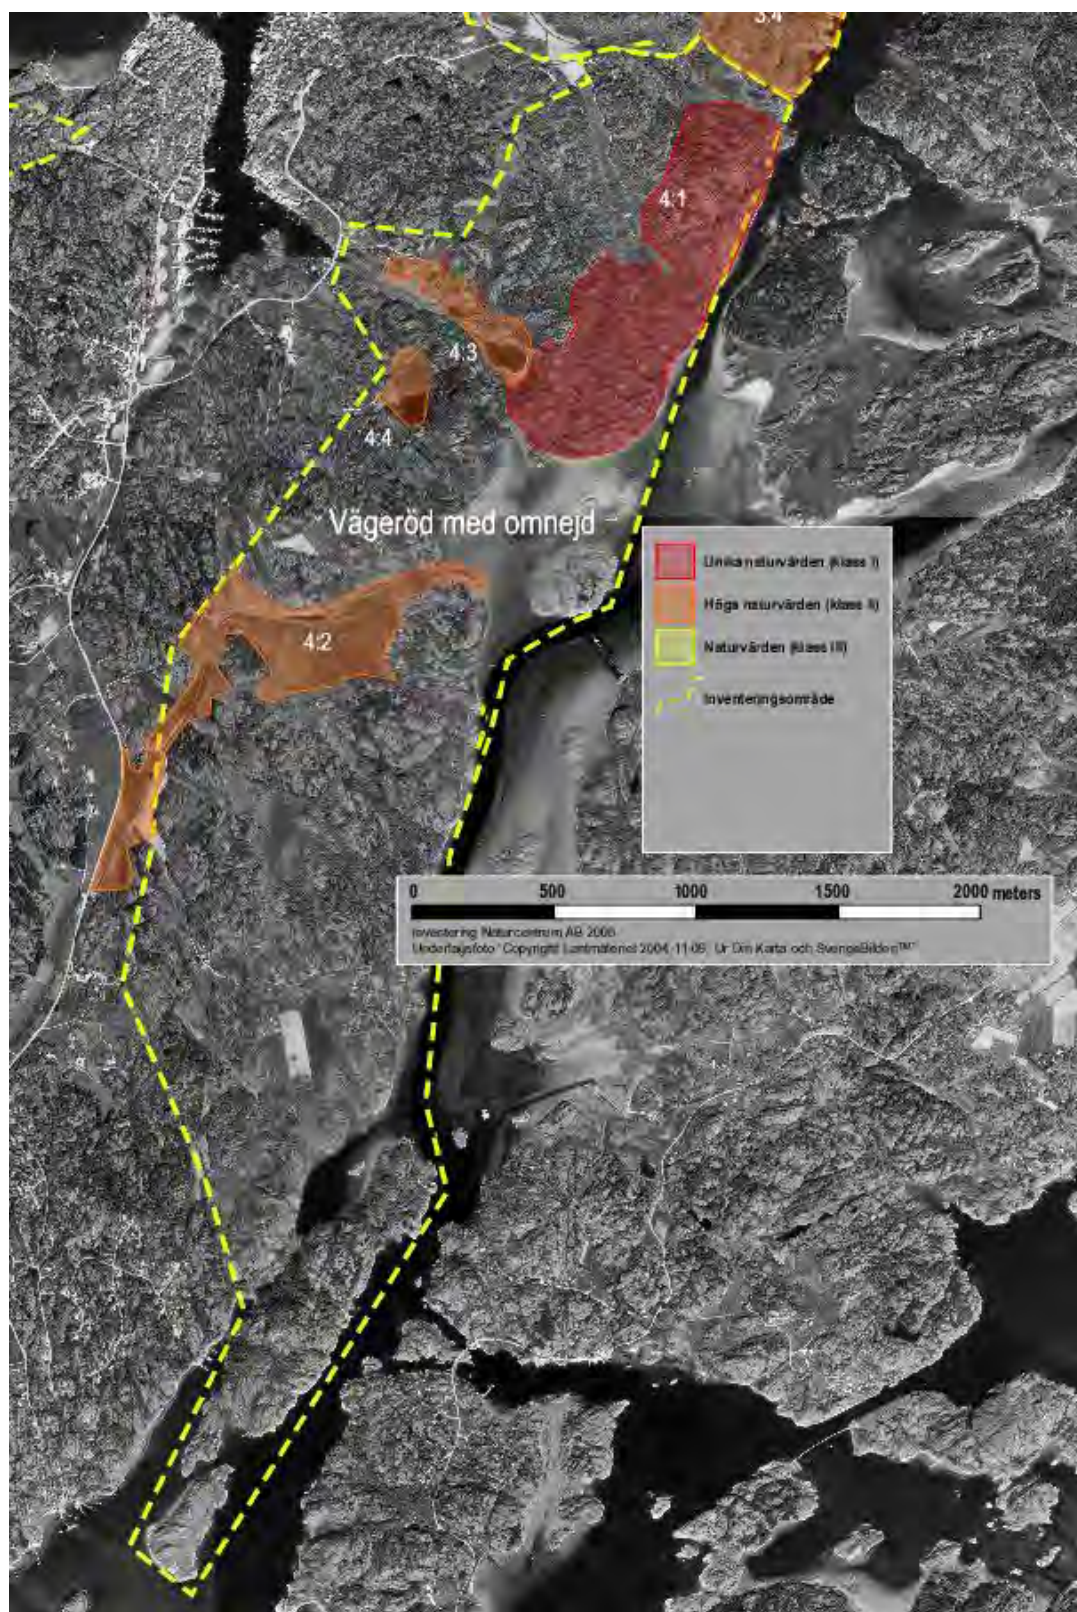 3:4
4:1
4:3
4:4
Vägeröd med omnejd
Unika naturvärden (klass I)
Höga naturvärden (klass II)
4:2
Naturvärden (klass III)
Inventeringsområde
0 500 1000 1500 2000 meters
Inventering Naturcentrum AB
Underlagsfoto "Copyright Lantmäteriet 2004-11-09. Ur Din Karta och SverigeBilden™"